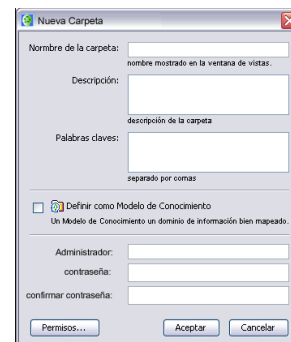 Nueva Carpeta
Normbre de la carpeta:
nombre mostrado en la ventana de vistas.
Descripción:
descripción de la carpeta
Palabras claves:
separado por comas
Definir como Modelo de Conocimiento
Un Modelo de Conocimiento un dominio de información bien mapeado.
Administrador:
contraseña:
confirmar contraseña:
Permisos...
Aceptar
Cancelar